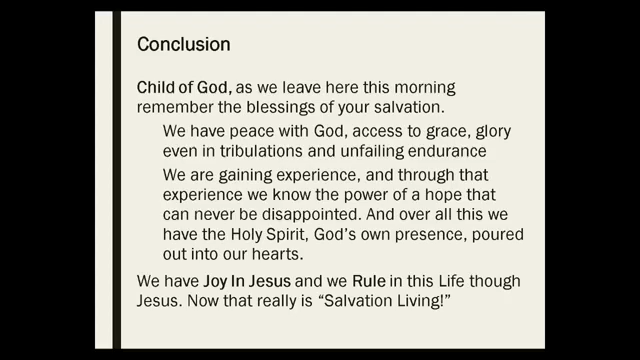 Conclusion
Child of God, as we leave here this morning
remember the blessings of your salvation.
We have peace with God, access to grace, glory
even in tribulations and unfailing endurance
We are gaining experience, and through that
experience we know the power of a hope that
can never be disappointed. And over all this we
have the Holy Spirit, God's own presence, poured
out into our hearts.
We have Joy In Jesus and we Rule in this Life though
Jesus. Now that really is “Salvation Living!”